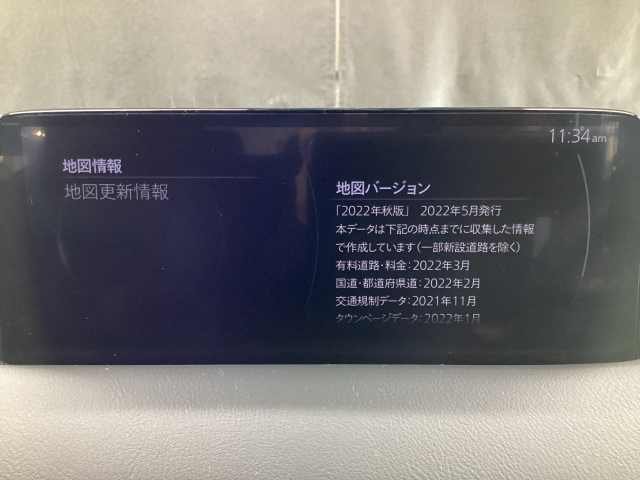 11:34 am
地図情報
地図更新情報
地図バージョン
「2022年秋版」 2022年5月発行
本データは下記の時点までに収集した情報
で作成しています(一部新設道路を除く)
有料道路・料金:2022年3月
国道・都道府県道:2022年2月
交通規制データ:2021年11月
タウンページデータ:2022年1月